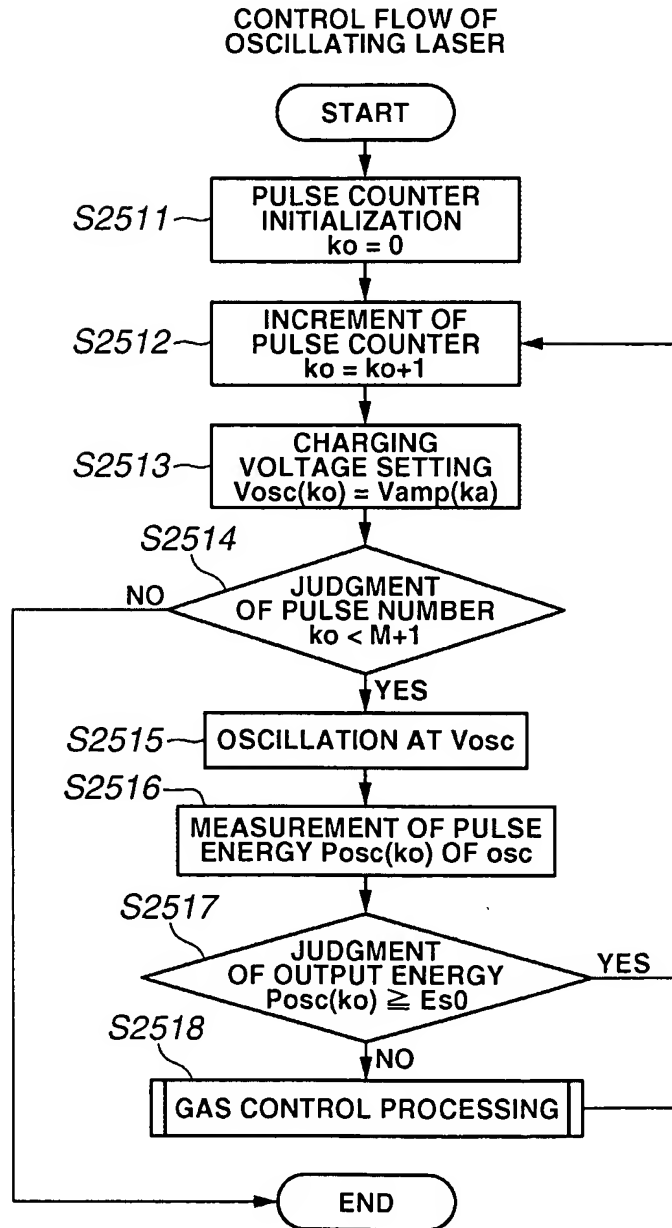 CONTROL FLOW OF
OSCILLATING LASER
START
S2511
PULSE COUNTER
INITIALIZATION
ko = 0
S2512
INCREMENT OF
PULSE COUNTER
ko = ko+1
S2513
CHARGING
VOLTAGE SETTING
Vosc(ko) = Vamp(ka)
S2514
NO
JUDGMENT
OF PULSE NUMBER
ko < M+1
YES
S2515
OSCILLATION AT Vosc
S2516
MEASUREMENT OF PULSE
ENERGY Posc(ko) OF osc
S2517
JUDGMENT
OF OUTPUT ENERGY
Posc(ko) ≧ Es0
YES
NO
S2518
GAS CONTROL PROCESSING
END